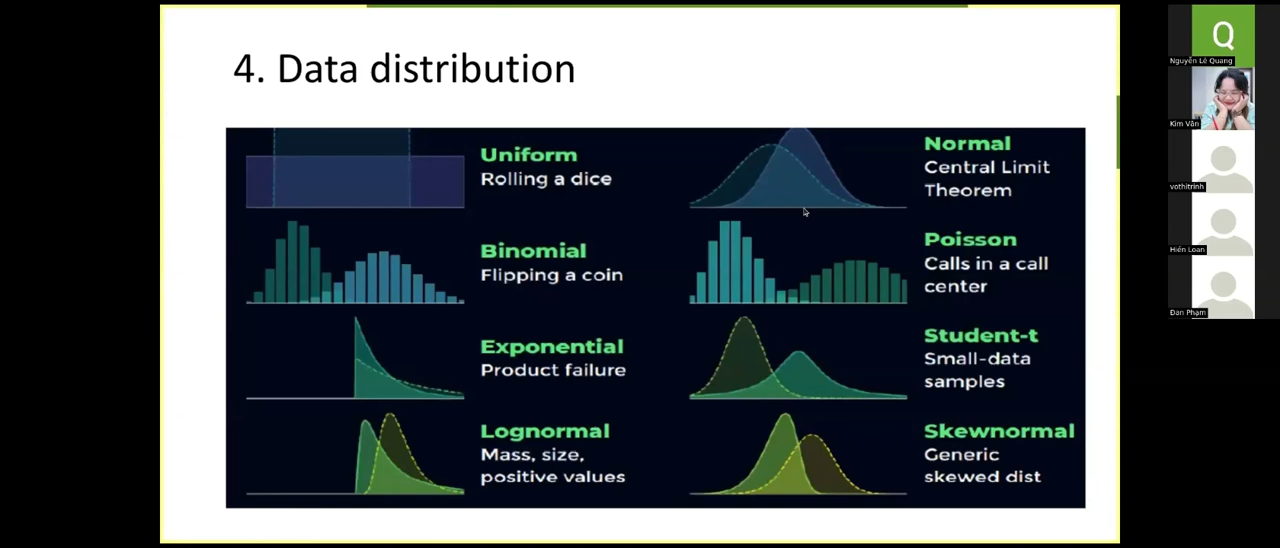 4. Data distribution
Uniform
Rolling a dice
Normal
Central Limit
Theorem
Binomial
Flipping a coin
Poisson
Calls in a call
center
Exponential
Product failure
Student-t
Small-data
samples
Lognormal
Mass, size,
positive values
Skewnormal
Generic
skewed dist
Q
Nguyễn Lê Quang
Kim Vân
vothitrinh
Hiền Loan
Đan Phạm